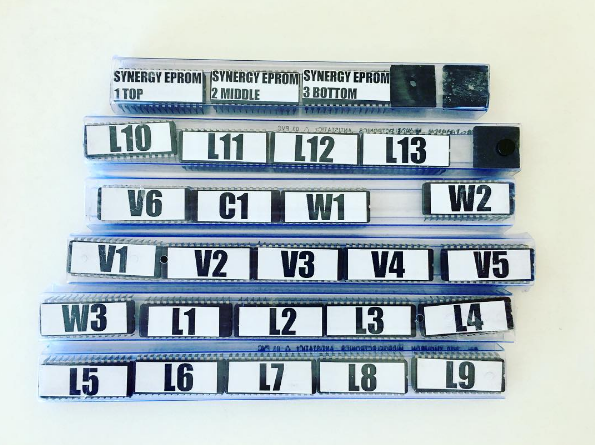 SYNERGY EPROM
1 TOP
SYNERGY EPROM
2 MIDDLE
SYNERGY EPROM
3 BOTTOM
L10
L11
L12
L13
V6
C1
W1
W2
V1
V2
V3
V4
V5
W3
L1
L2
L3
L4
L5
L6
L7
L8
L9